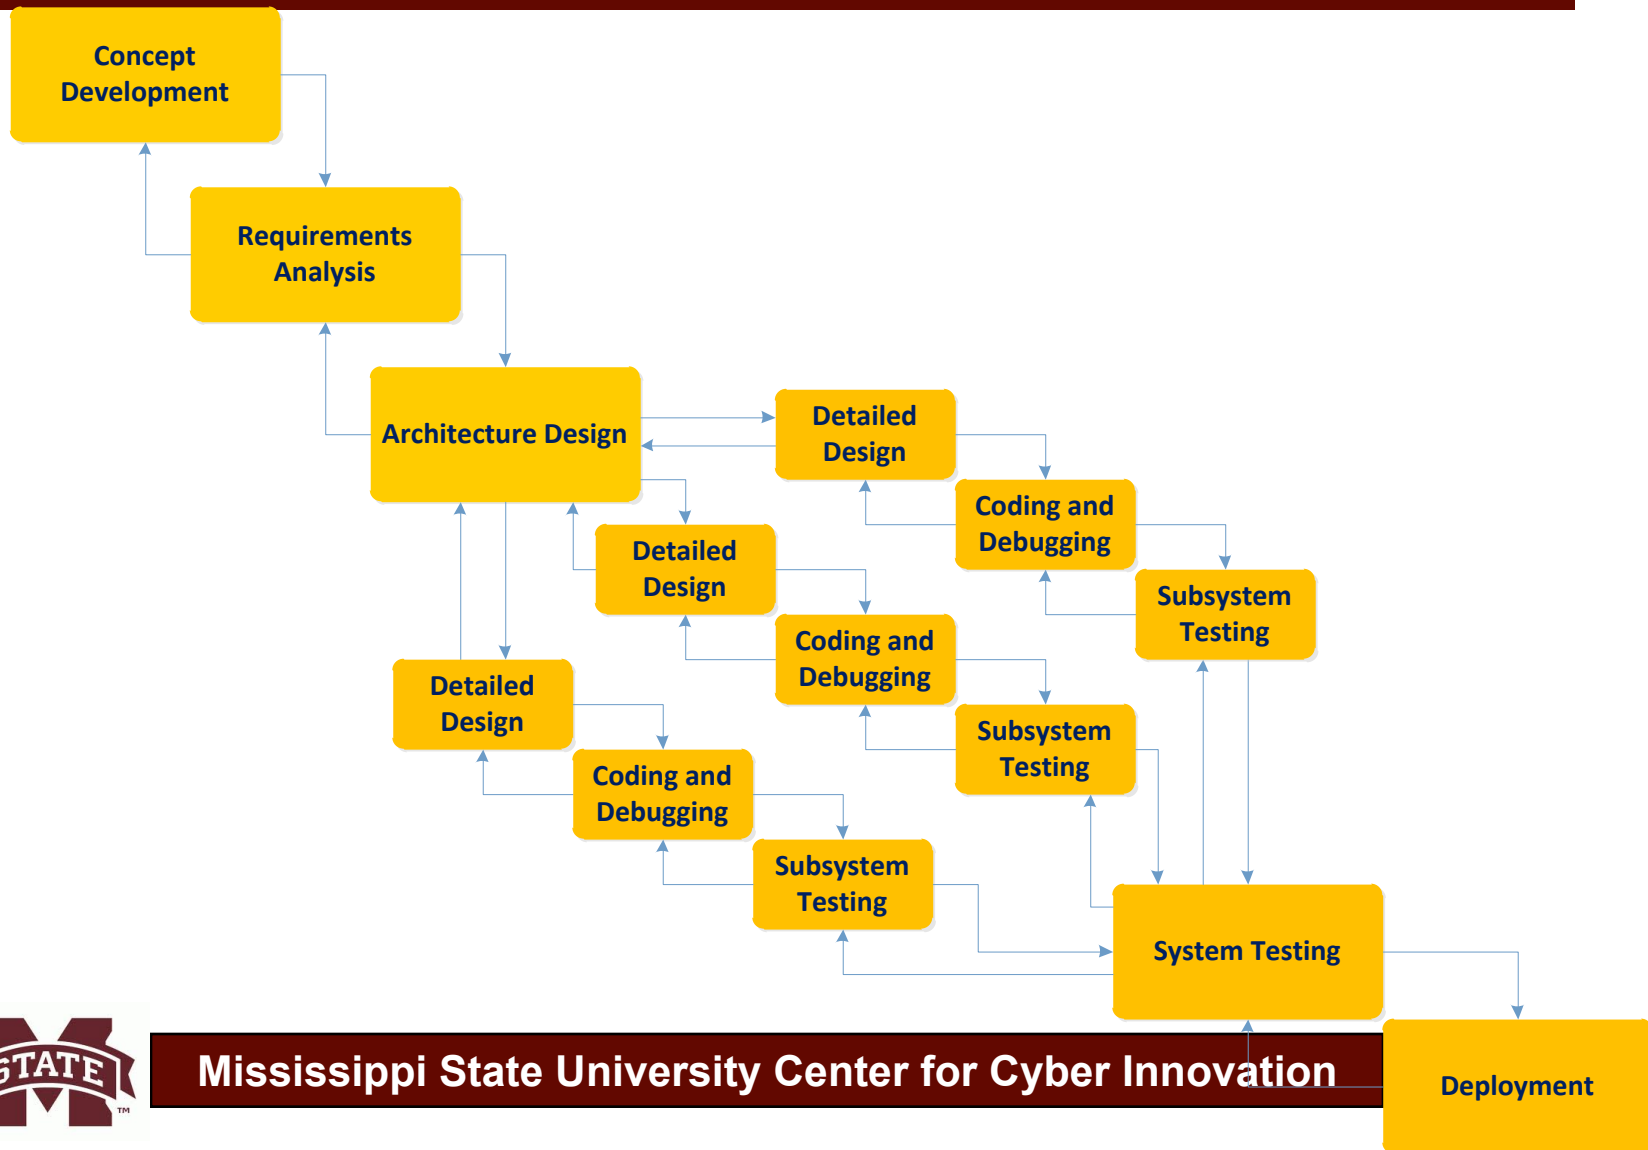 Concept
Development
Requirements
Analysis
Architecture Design
Detailed
Design
Coding and
Debugging
Subsystem
Testing
Detailed
Design
Coding and
Debugging
Subsystem
Testing
Detailed
Design
Coding and
Debugging
Subsystem
Testing
System Testing
Deployment
STATE
TM
Mississippi State University Center for Cyber Innovation